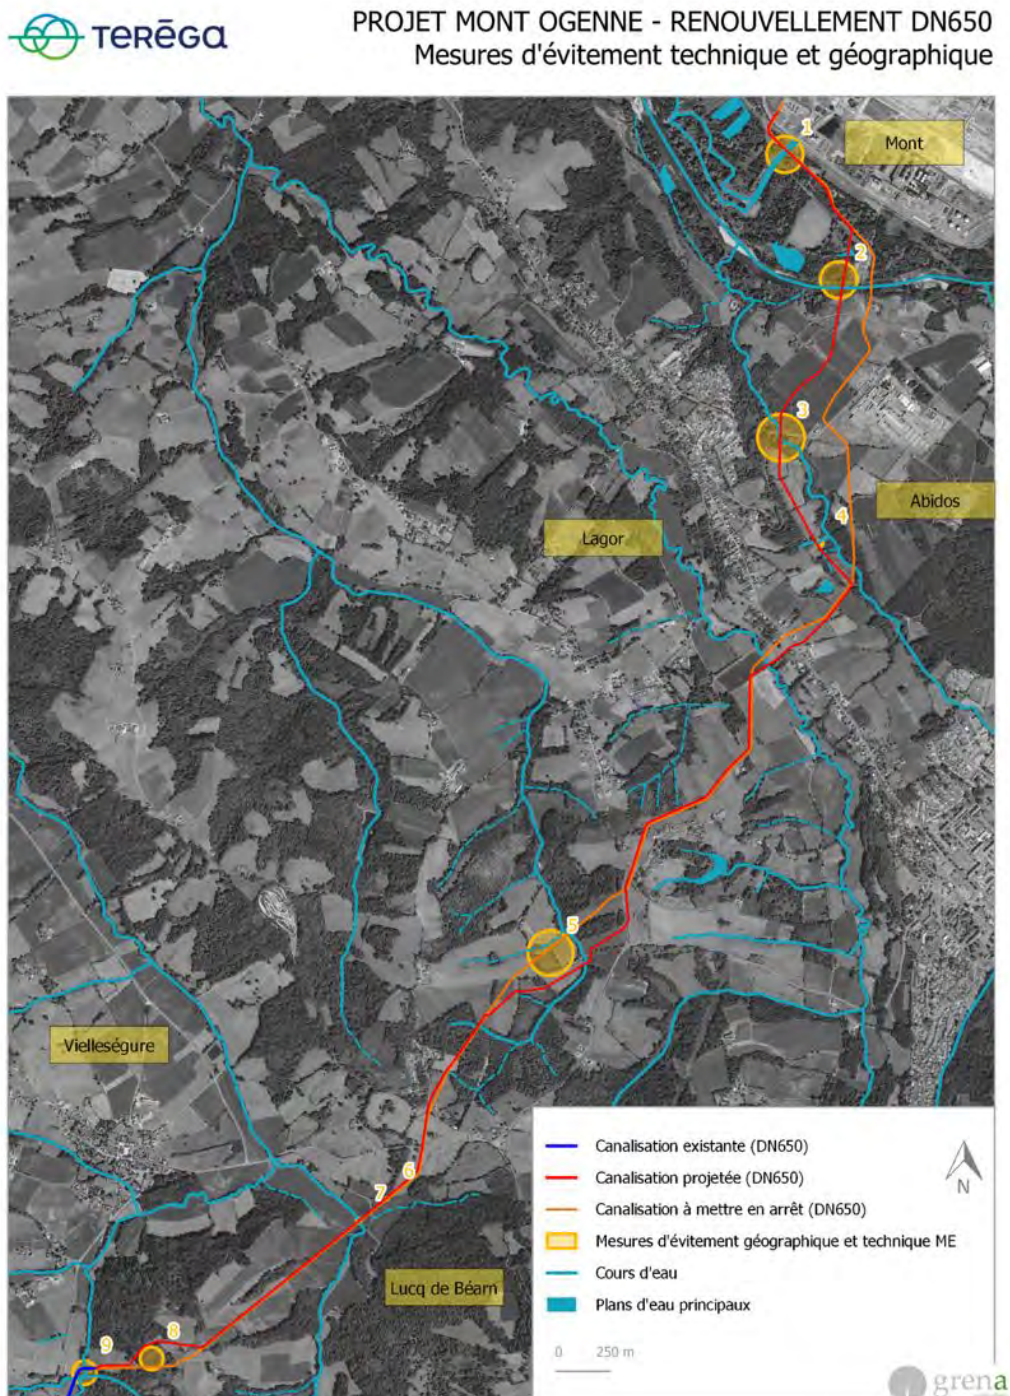 TERĒGA
PROJET MONT OGENNE - RENOUVELLEMENT DN650
Mesures d'évitement technique et géographique
1
Mont
2
3
Abidos
4
Lagor
5
Vielleségure
6
7
Lucq de Béarn
8
9
Canalisation existante (DN650)
Canalisation projetée (DN650)
Canalisation à mettre en arrêt (DN650)
Mesures d'évitement géographique et technique ME
Cours d'eau
Plans d'eau principaux
N
0 250 m
grena